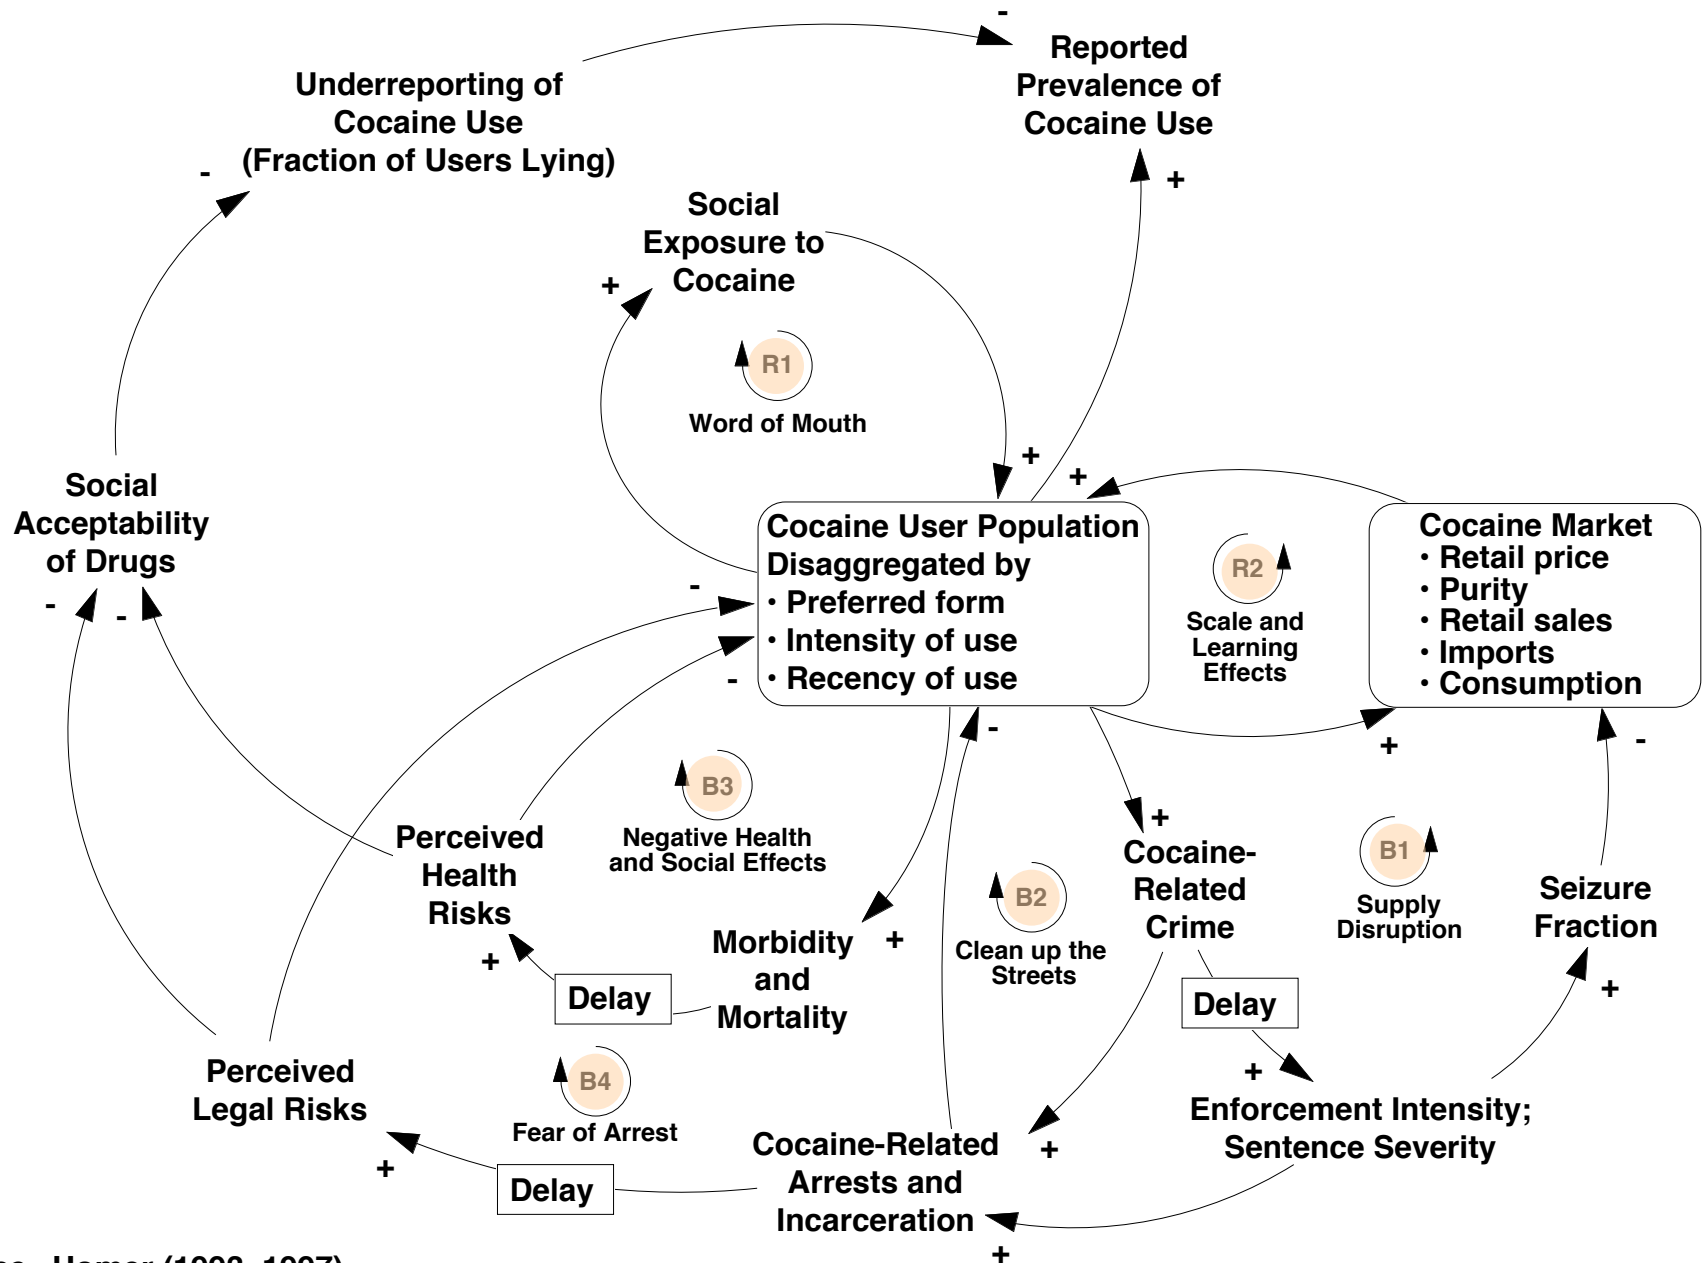 -
Reported
Prevalence of
Cocaine Use
+
Underreporting of
Cocaine Use
(Fraction of Users Lying)
-
Social
Exposure to
Cocaine
+
R1
Word of Mouth
+
+
Social
Acceptability
of Drugs
-
-
Cocaine User Population
Disaggregated by
• Preferred form
• Intensity of use
• Recency of use
-
-
-
R2
Scale and
Learning
Effects
Cocaine Market
• Retail price
• Purity
• Retail sales
• Imports
• Consumption
+
-
B3
Negative Health
and Social Effects
Perceived
Health
Risks
+
Delay
Morbidity
and
Mortality
+
B2
Clean up the
Streets
+
Cocaine-
Related
Crime
B1
Supply
Disruption
Seizure
Fraction
+
Delay
+
Perceived
Legal Risks
+
B4
Fear of Arrest
Delay
Cocaine-Related
Arrests and
Incarceration
+
+
Enforcement Intensity;
Sentence Severity